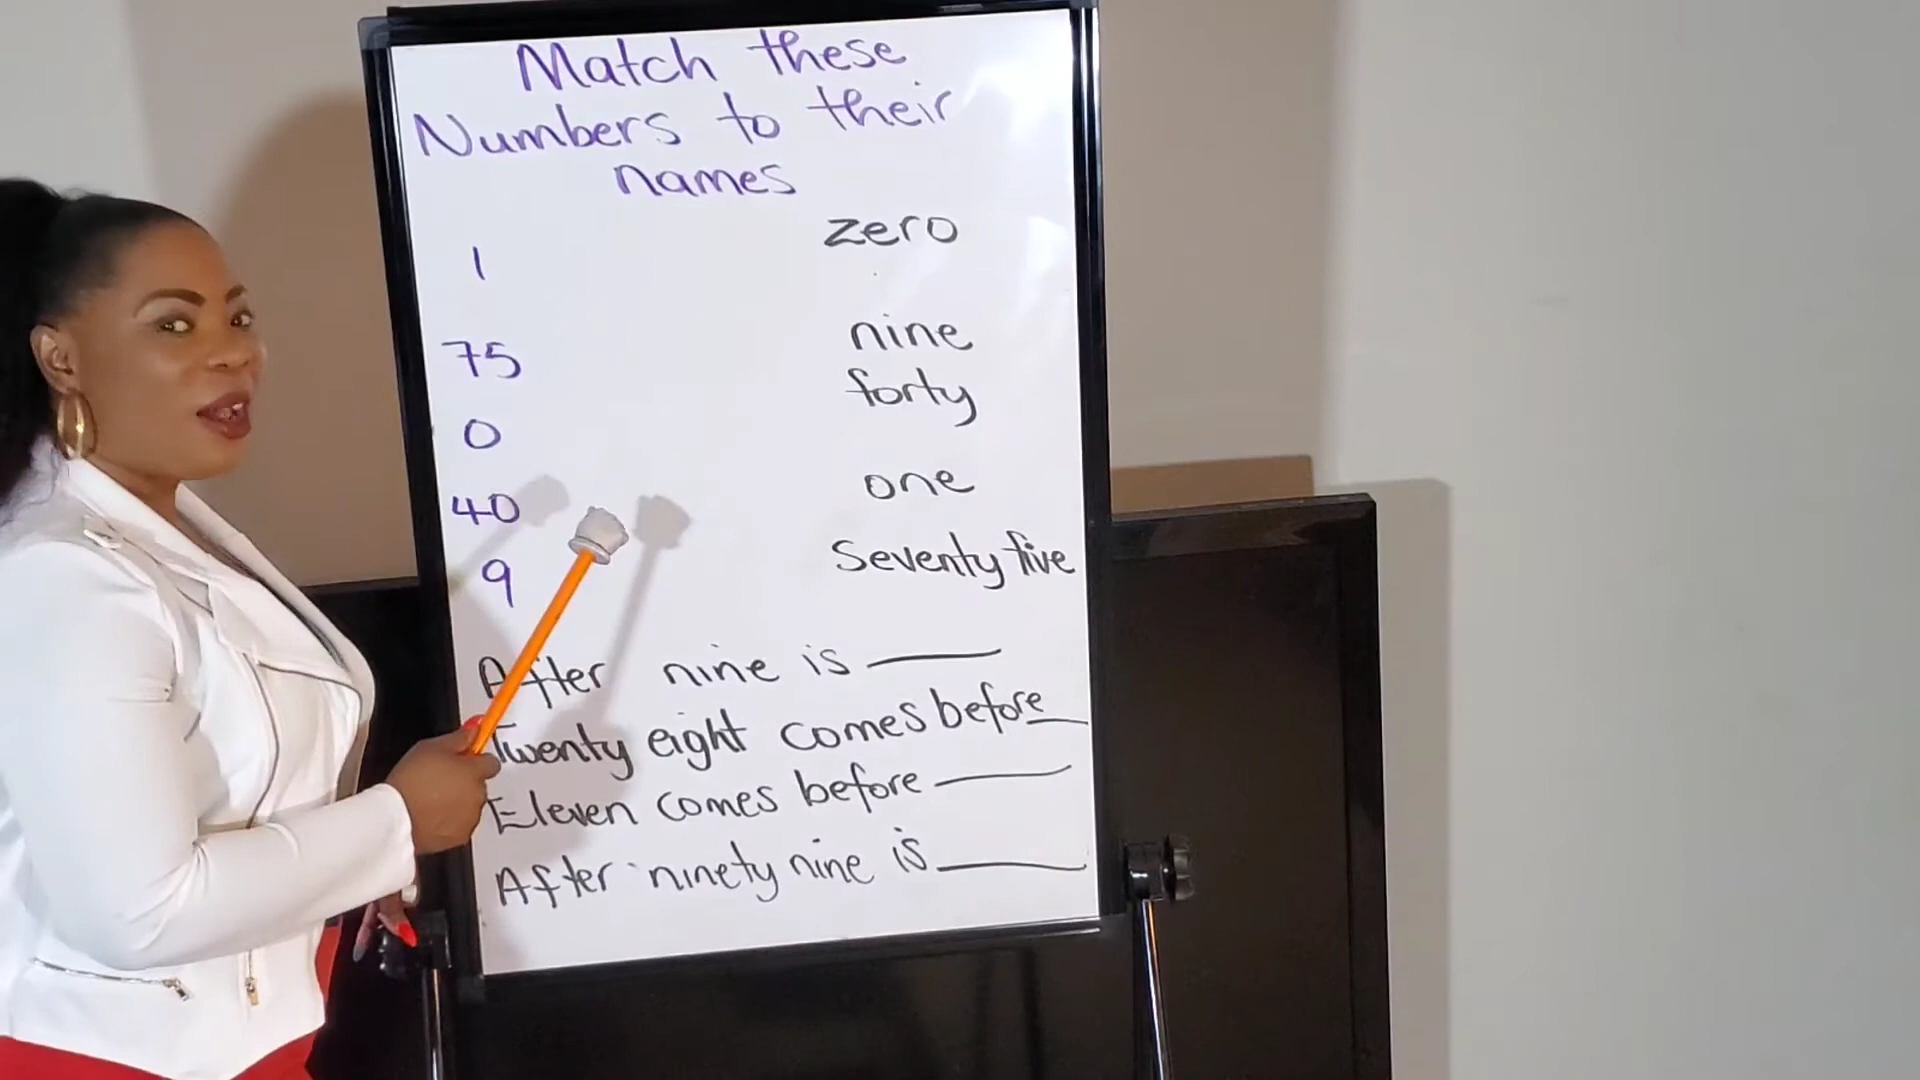 Match these
Numbers to their
names
1
zero
75
nine
forty
0
40
one
9
Seventy five
After nine is
Twenty eight comes before
Eleven comes before
After ninety nine is